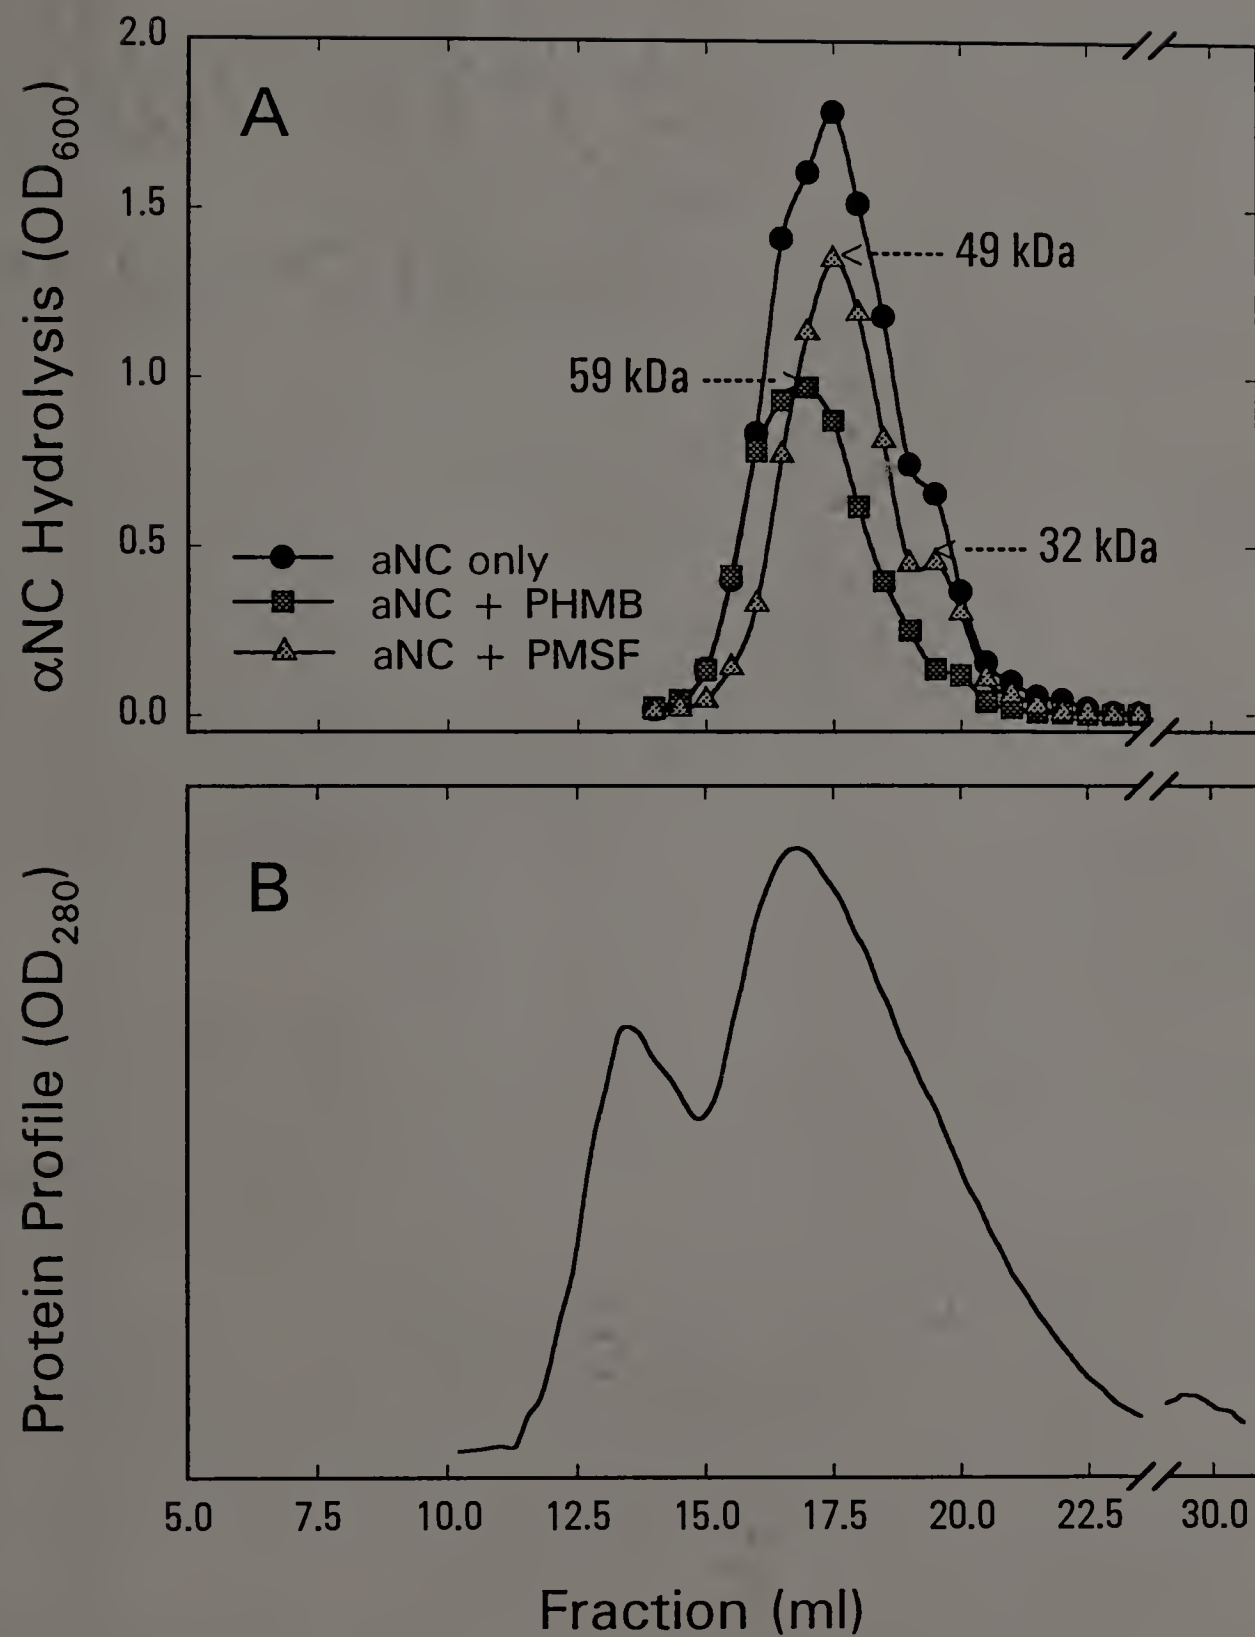 A
αNC Hydrolysis (OD600)
2.0
1.5
1.0
0.5
0.0
49 kDa
59 kDa
32 kDa
aNC only
aNC + PHMB
aNC + PMSF
B
Protein Profile (OD280)
5.0 7.5 10.0 12.5 15.0 17.5 20.0 22.5 30.0
Fraction (ml)